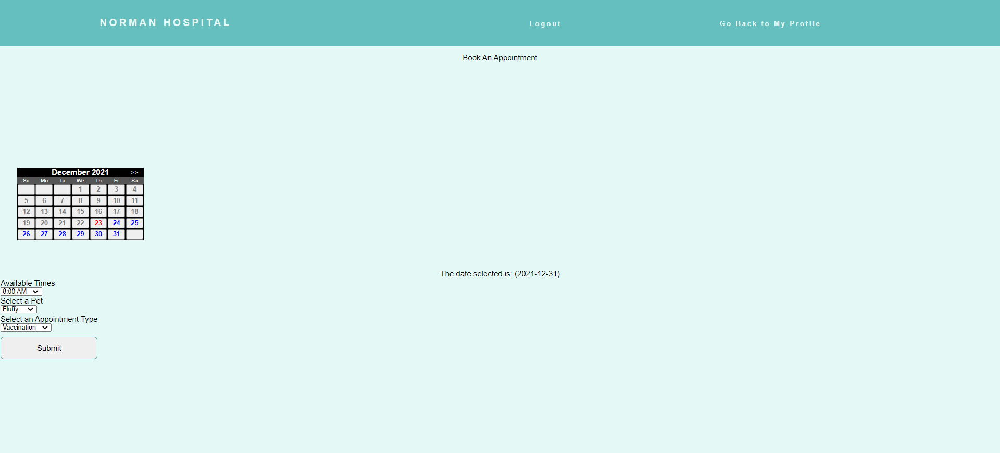 NORMAN HOSPITAL Logout Go Back to My Profile
Book An Appointment
December 2021 >>
Su Mo Tu We Th Fr Sa
1 2 3 4
5 6 7 8 9 10 11
12 13 14 15 16 17 18
19 20 21 22 23 24 25
26 27 28 29 30 31
The date selected is: (2021-12-31)
Available Times
8:00 AM
Select a Pet
Fluffy
Select an Appointment Type
Vaccination
Submit